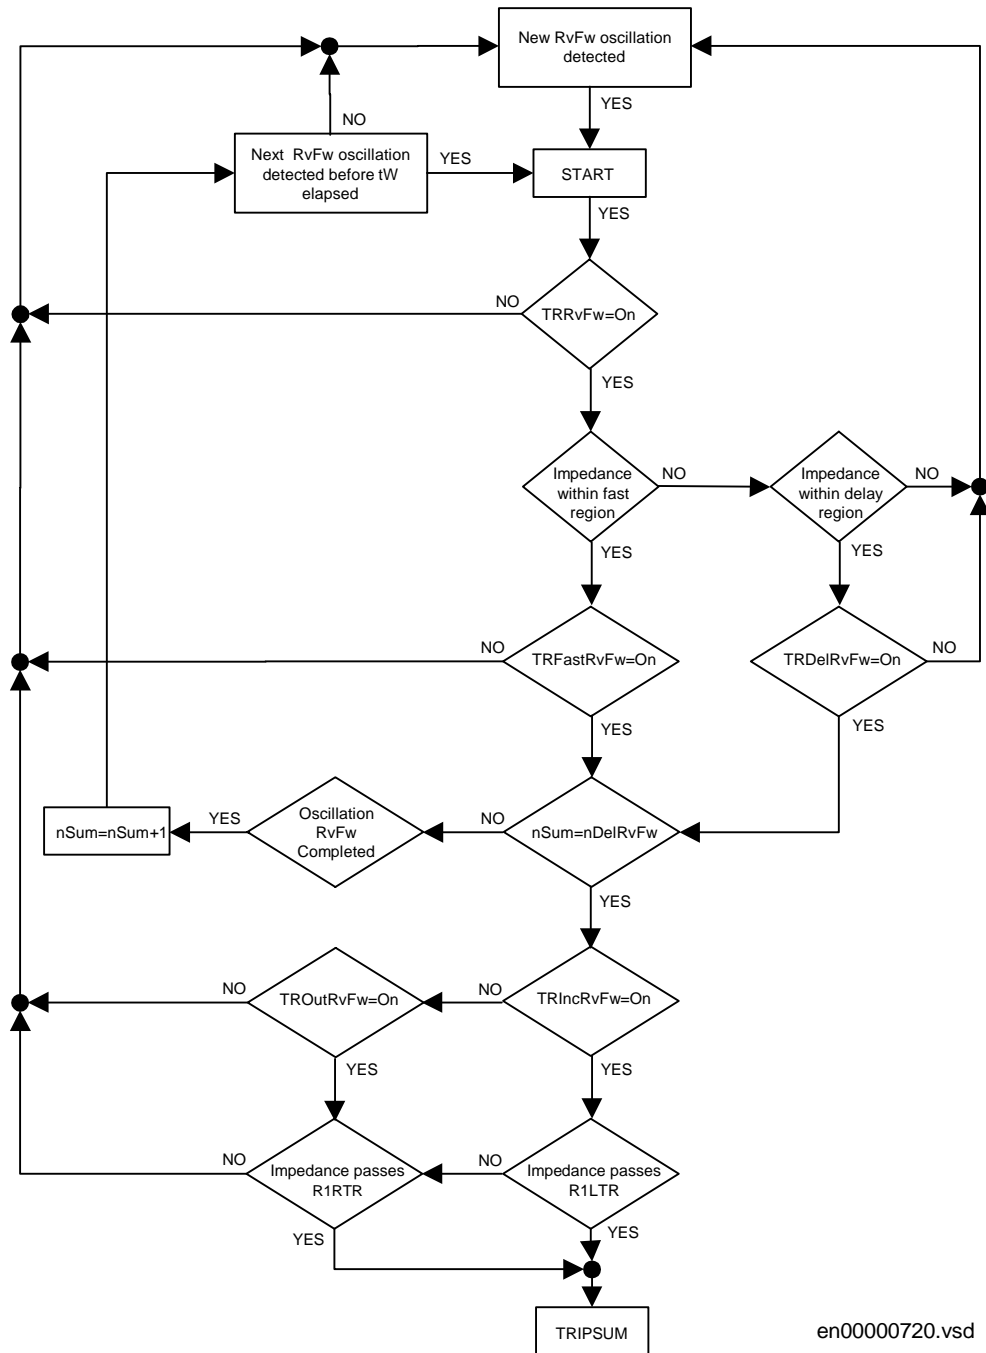 New RvFw oscillation
detected
YES
NO
Next RvFw oscillation
detected before tW
elapsed
YES
START
YES
NO
TRRvFw=On
YES
Impedance
within fast
region
NO
Impedance
within delay
region
NO
YES
YES
NO
TRFastRvFw=On
TRDelRvFw=On
NO
YES
YES
nSum=nSum+1
YES
Oscillation
RvFw
Completed
NO
nSum=nDelRvFw
YES
NO
TROutRvFw=On
NO
TRIncRvFw=On
YES
YES
NO
Impedance passes
R1RTR
NO
Impedance passes
R1LTR
YES
YES
TRIPSUM
en00000720.vsd